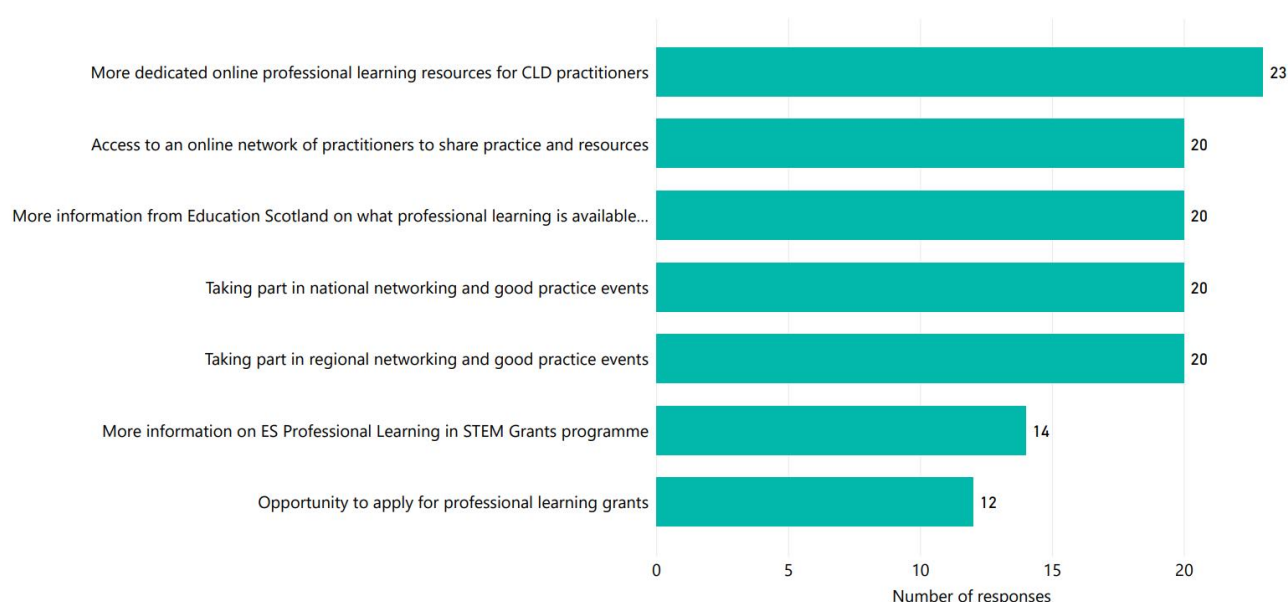 More dedicated online professional learning resources for CLD practitioners 23
Access to an online network of practitioners to share practice and resources 20
More information from Education Scotland on what professional learning is available... 20
Taking part in national networking and good practice events 20
Taking part in regional networking and good practice events 20
More information on ES Professional Learning in STEM Grants programme 14
Opportunity to apply for professional learning grants 12
0 5 10 15 20
Number of responses